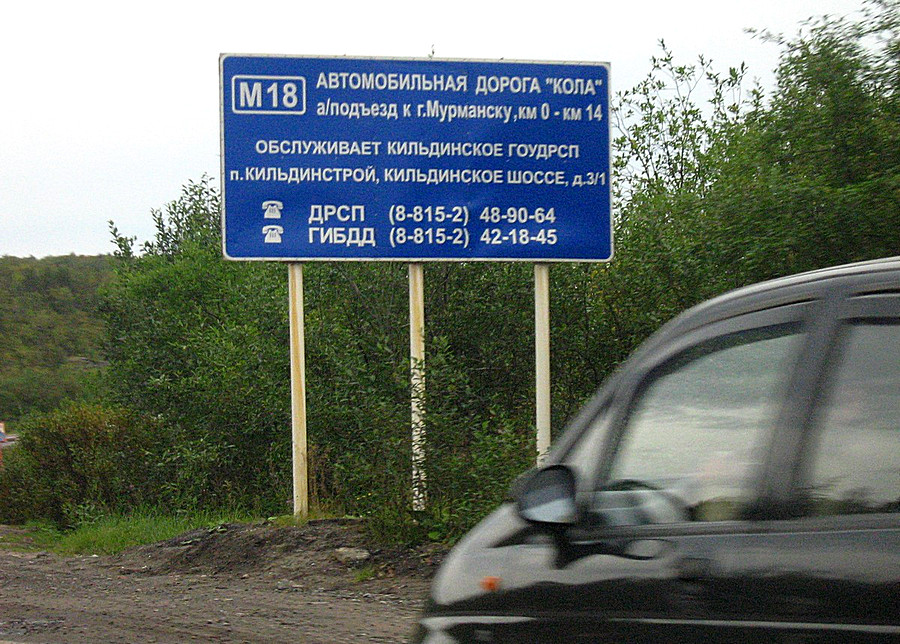 М18 АВТОМОБИЛЬНАЯ ДОРОГА "КОЛА"
а/подъезд к г.Мурманску,км 0 - км 14
ОБСЛУЖИВАЕТ КИЛЬДИНСКОЕ ГОУДРСП
п.КИЛЬДИНСТРОЙ, КИЛЬДИНСКОЕ ШОССЕ, д.3/1
ДРСП (8-815-2) 48-90-64
ГИБДД (8-815-2) 42-18-45